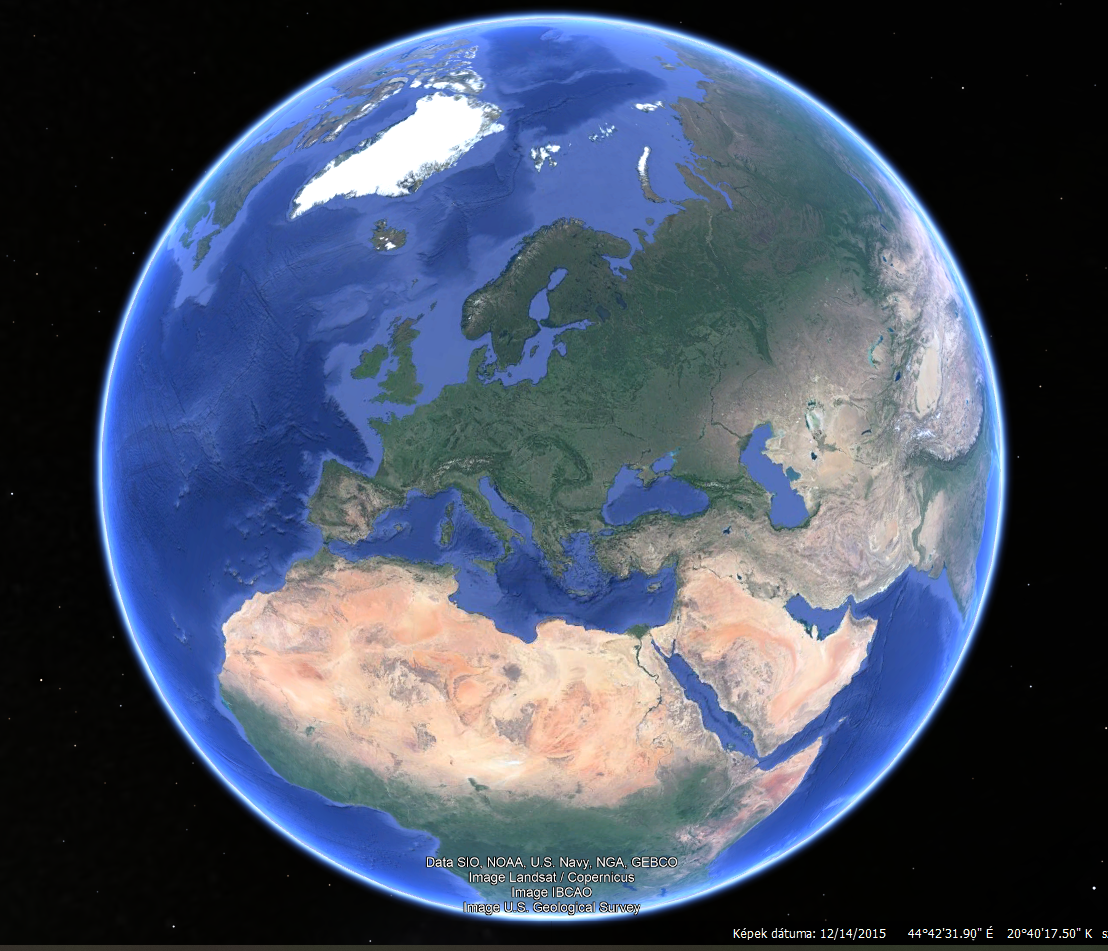 Data SIO, NOAA, U.S. Navy, NGA, GEBCO
Image Landsat / Copernicus
Image IBCAO
Image U.S. Geological Survey
Képek dátuma: 12/14/2015 44°42'31.90" É 20°40'17.50" K